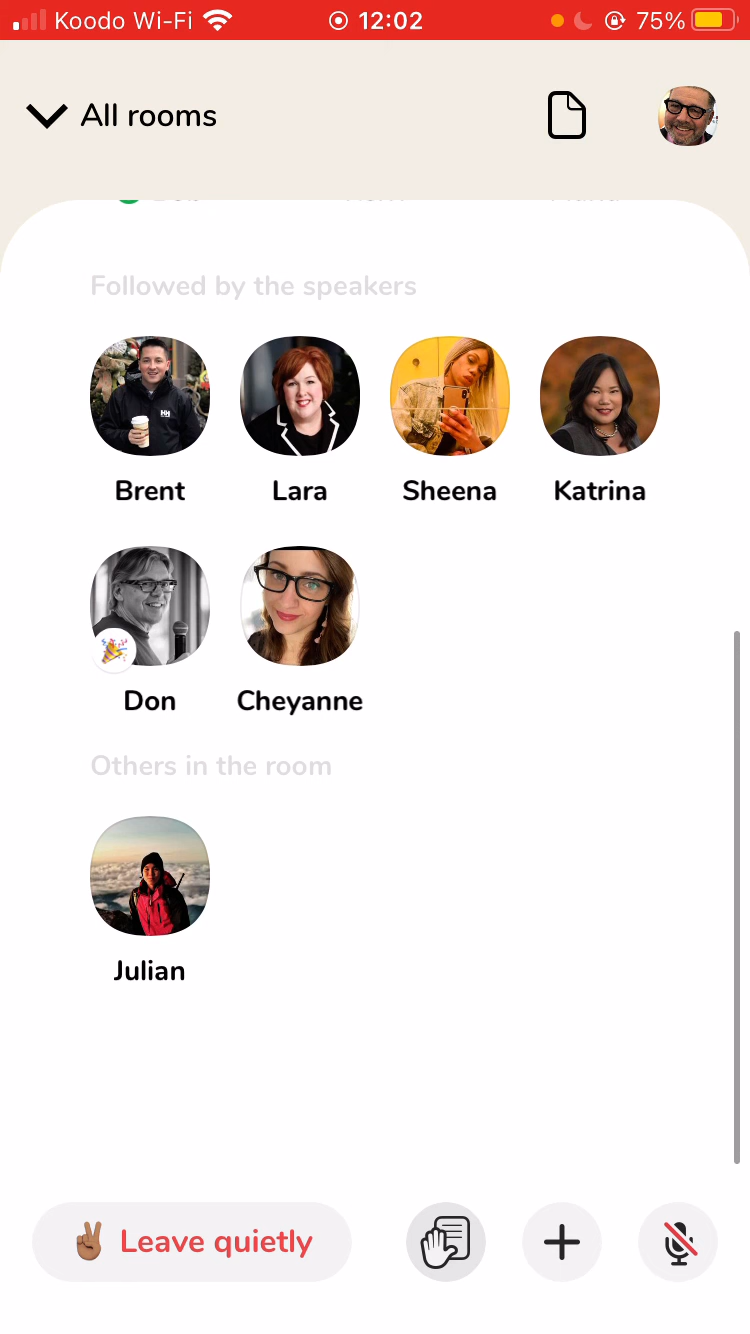 Koodo Wi-Fi 12:02 75%
All rooms
Followed by the speakers
HH
Brent Lara Sheena Katrina
Don Cheyanne
Others in the room
Julian
Leave quietly